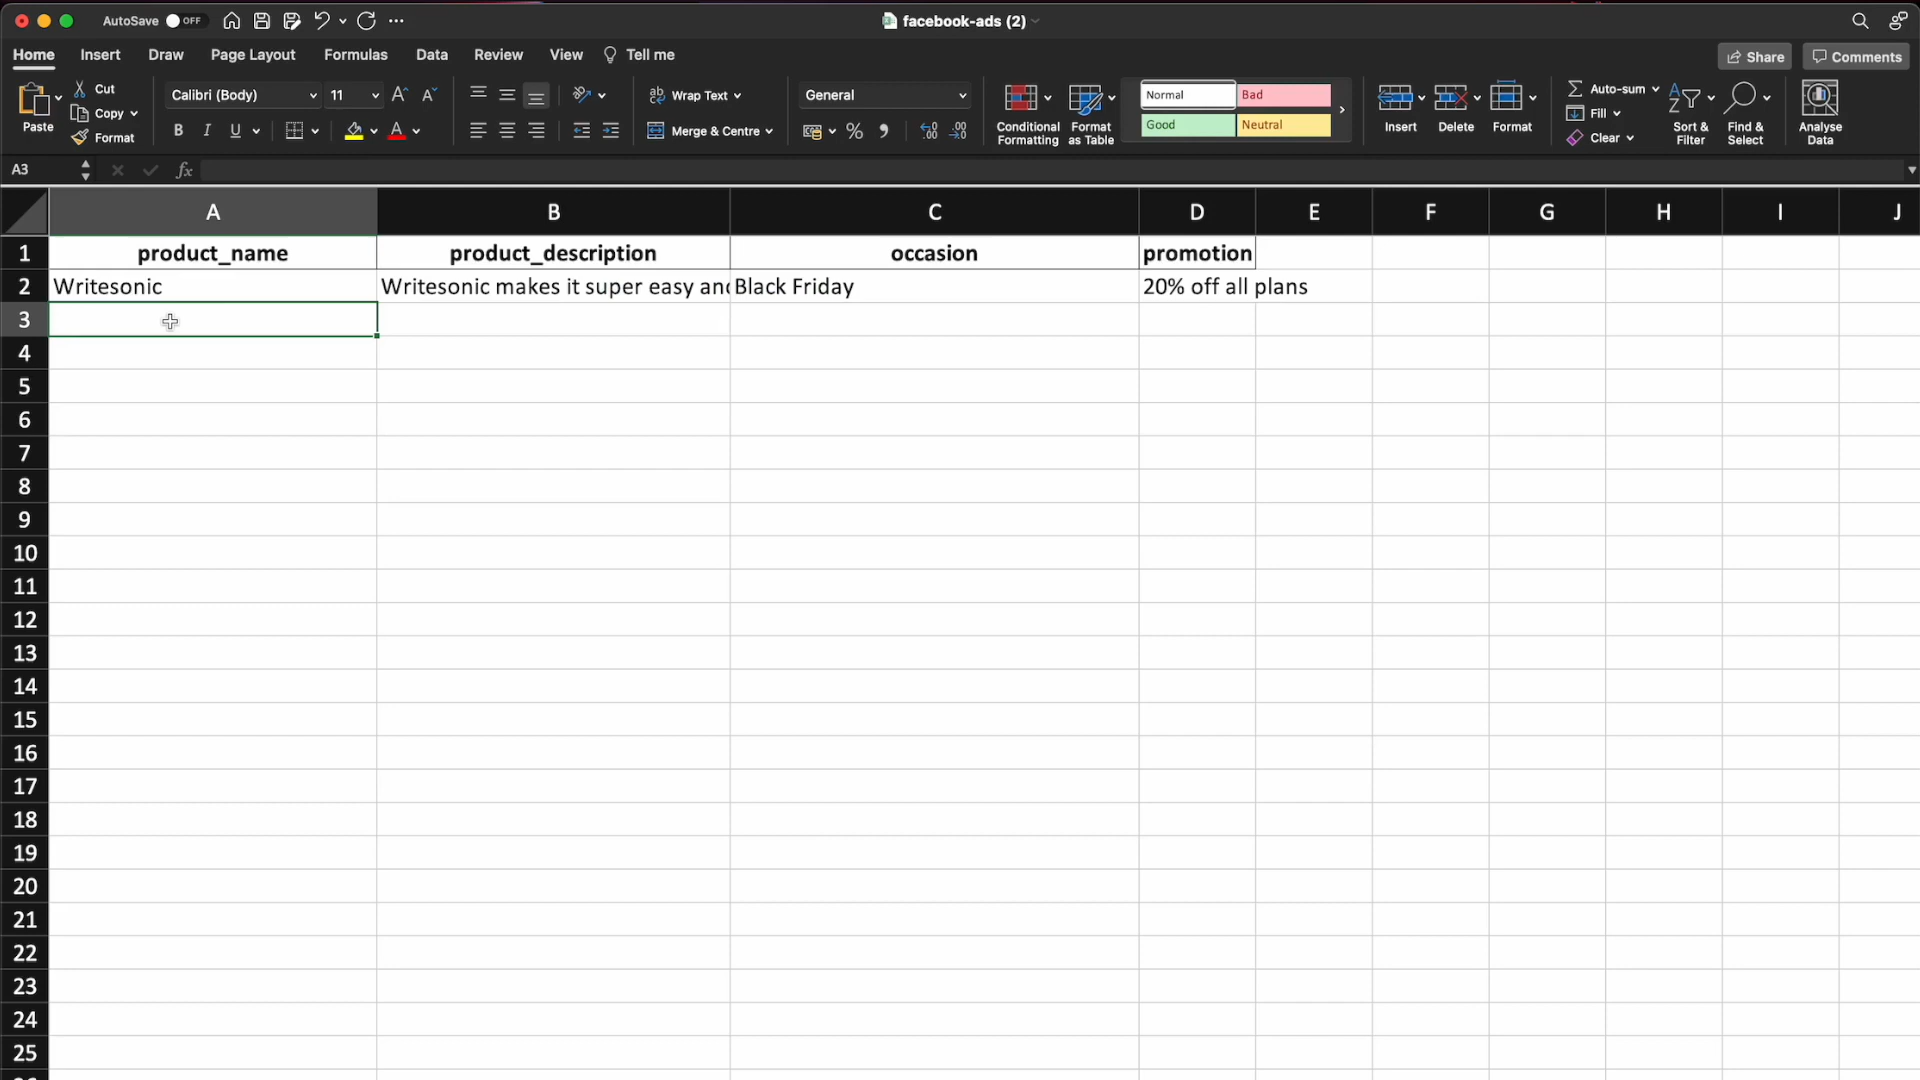 AutoSave OFF
facebook-ads (2)
Home Insert Draw Page Layout Formulas Data Review View Tell me
Share Comments
Paste
Cut
Copy
Format
Calibri (Body) 11
B I U
Wrap Text
Merge & Centre
General
Conditional Formatting
Format as Table
Normal Bad
Good Neutral
Insert Delete Format
Auto-sum
Fill
Clear
Sort & Filter
Find & Select
Analyse Data
A3 fx
A B C D E F G H I J
1 product_name product_description occasion promotion
2 Writesonic Writesonic makes it super easy and Black Friday 20% off all plans
3
4
5
6
7
8
9
10
11
12
13
14
15
16
17
18
19
20
21
22
23
24
25